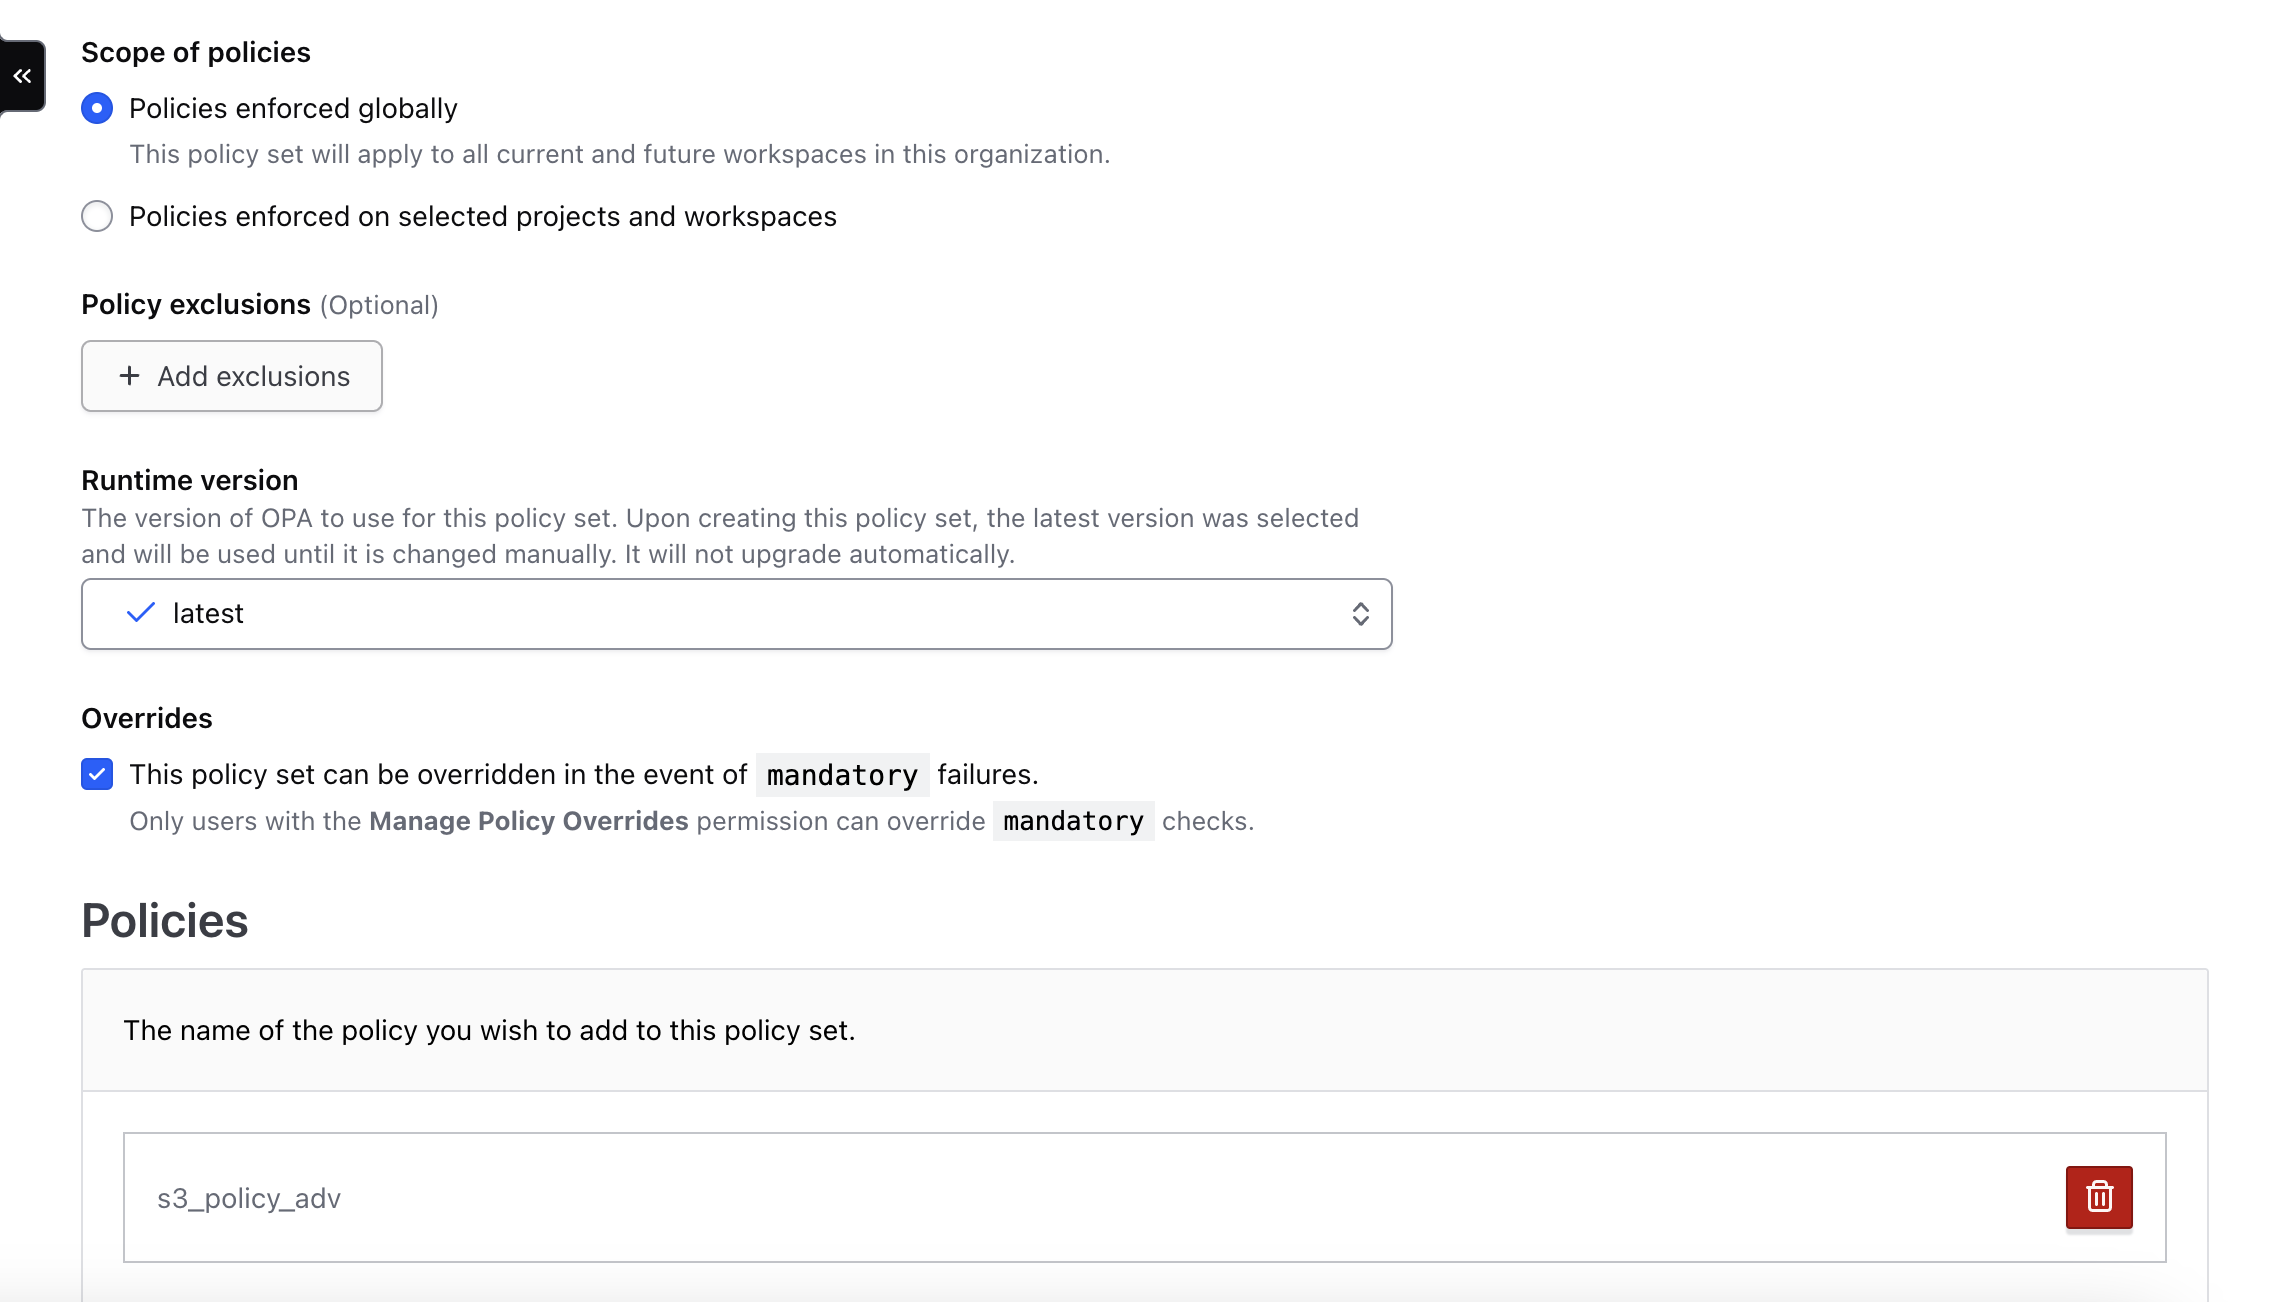 Scope of policies
Policies enforced globally
This policy set will apply to all current and future workspaces in this organization.
Policies enforced on selected projects and workspaces
Policy exclusions (Optional)
+ Add exclusions
Runtime version
The version of OPA to use for this policy set. Upon creating this policy set, the latest version was selected
and will be used until it is changed manually. It will not upgrade automatically.
latest
Overrides
This policy set can be overridden in the event of mandatory failures.
Only users with the Manage Policy Overrides permission can override mandatory checks.
Policies
The name of the policy you wish to add to this policy set.
s3_policy_adv